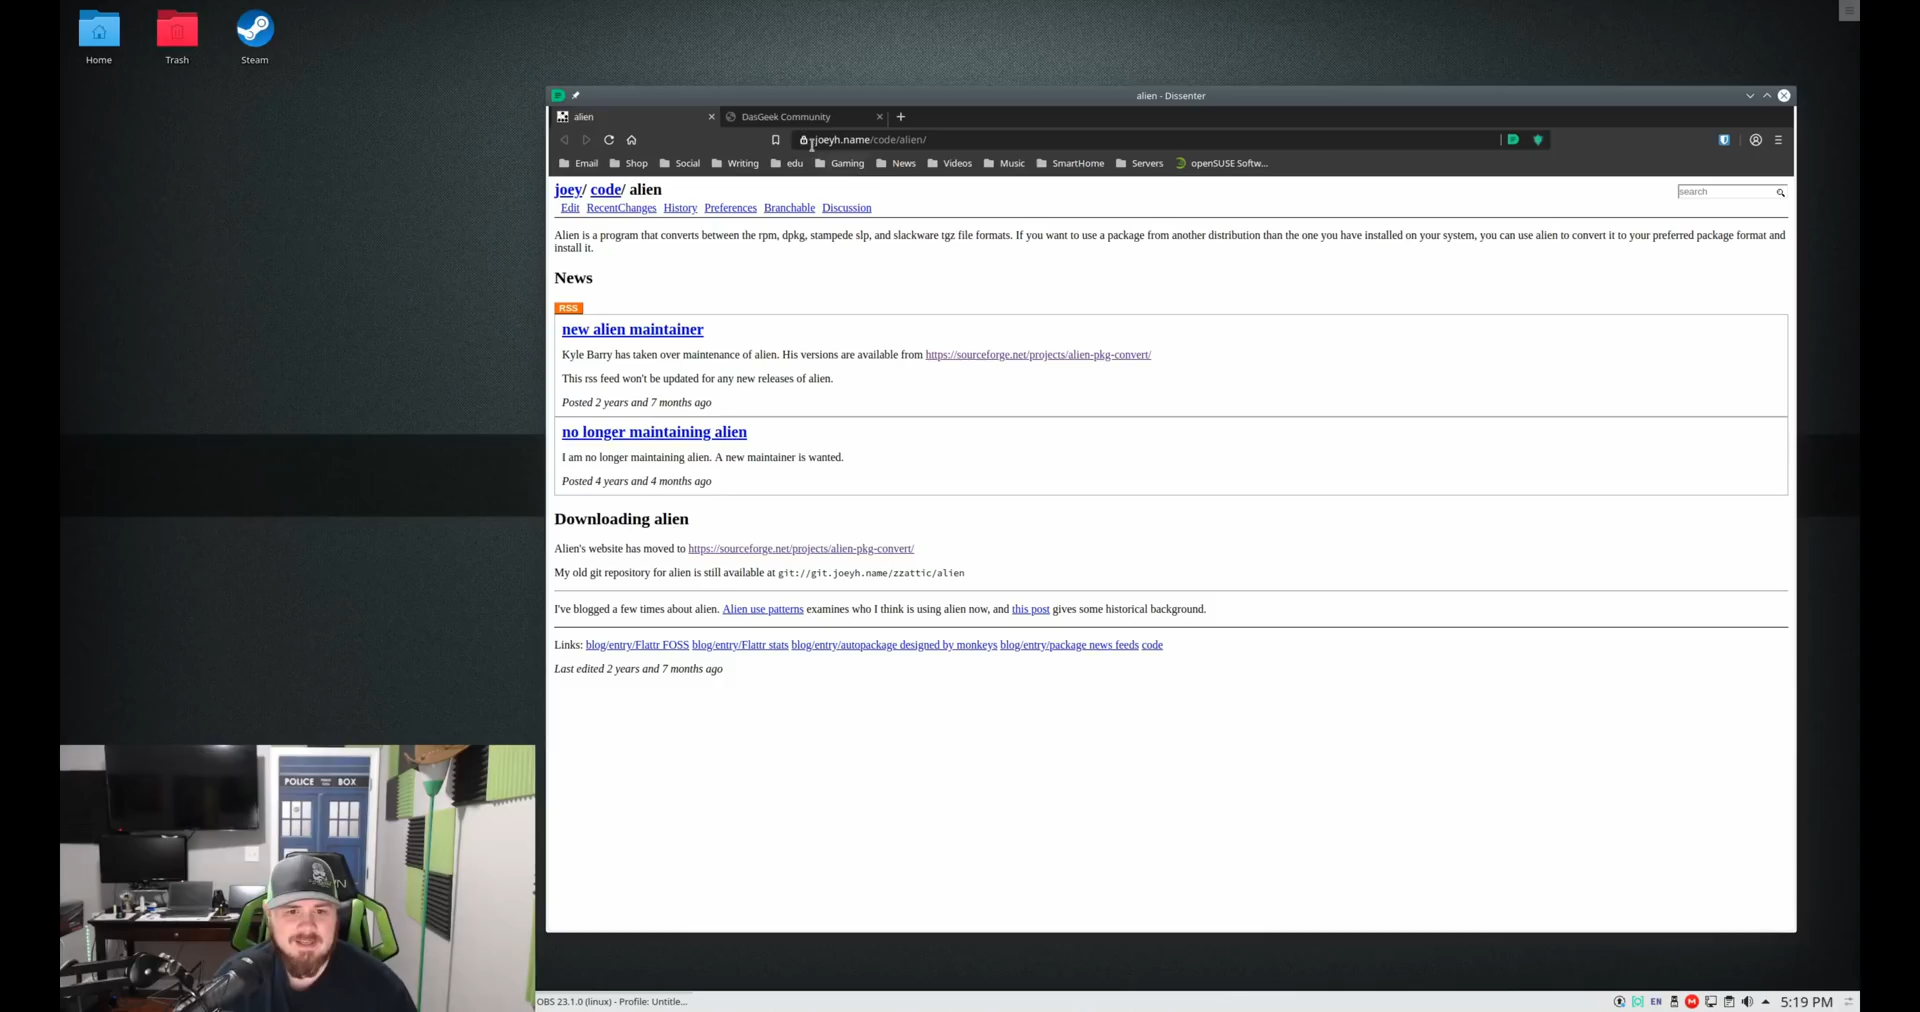 Home
Trash
Steam
alien - Dissenter
alien
DasGeek Community
joeyh.name/code/alien/
Email Shop Social Writing edu Gaming News Videos Music SmartHome Servers openSUSE Softw...
joey/ code/ alien
search
Edit RecentChanges History Preferences Branchable Discussion
Alien is a program that converts between the rpm, dpkg, stampede slp, and slackware tgz file formats. If you want to use a package from another distribution than the one you have installed on your system, you can use alien to convert it to your preferred package format and
install it.
News
RSS
new alien maintainer
Kyle Barry has taken over maintenance of alien. His versions are available from https://sourceforge.net/projects/alien-pkg-convert/
This rss feed won't be updated for any new releases of alien.
Posted 2 years and 7 months ago
no longer maintaining alien
I am no longer maintaining alien. A new maintainer is wanted.
Posted 4 years and 4 months ago
Downloading alien
Alien's website has moved to https://sourceforge.net/projects/alien-pkg-convert/
My old git repository for alien is still available at git://git.joeyh.name/zzattic/alien
I've blogged a few times about alien. Alien use patterns examines who I think is using alien now, and this post gives some historical background.
Links: blog/entry/Flattr FOSS blog/entry/Flattr stats blog/entry/autopackage designed by monkeys blog/entry/package news feeds code
Last edited 2 years and 7 months ago
POLICE BOX
OBS 23.1.0 (linux) - Profile: Untitle...
EN
5:19 PM